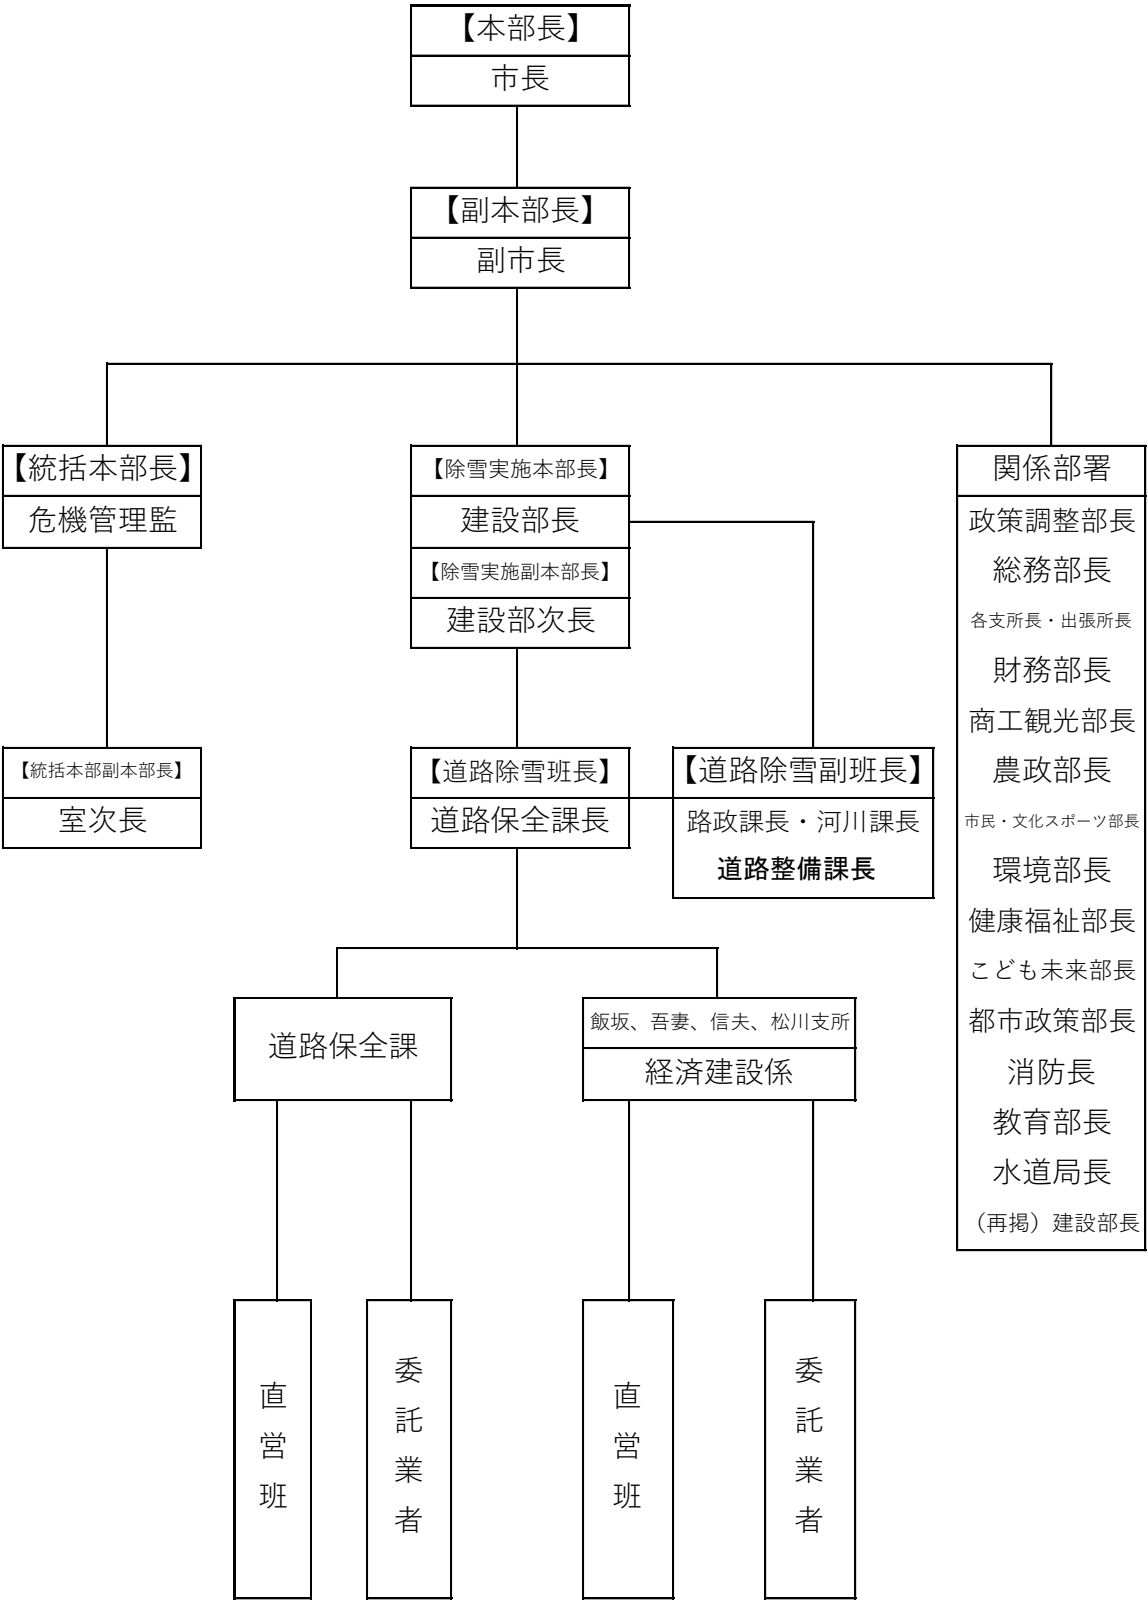 【本部長】
市長
【副本部長】
副市長
【統括本部長】
危機管理監
【統括本部副本部長】
室次長
【除雪実施本部長】
建設部長
【除雪実施副本部長】
建設部次長
【道路除雪班長】
道路保全課長
【道路除雪副班長】
路政課長・河川課長
道路整備課長
関係部署
政策調整部長
総務部長
各支所長・出張所長
財務部長
商工観光部長
農政部長
市民・文化スポーツ部長
環境部長
健康福祉部長
こども未来部長
都市政策部長
消防長
教育部長
水道局長
（再掲）建設部長
道路保全課
飯坂、吾妻、信夫、松川支所
経済建設係
直営班
委託業者
直営班
委託業者